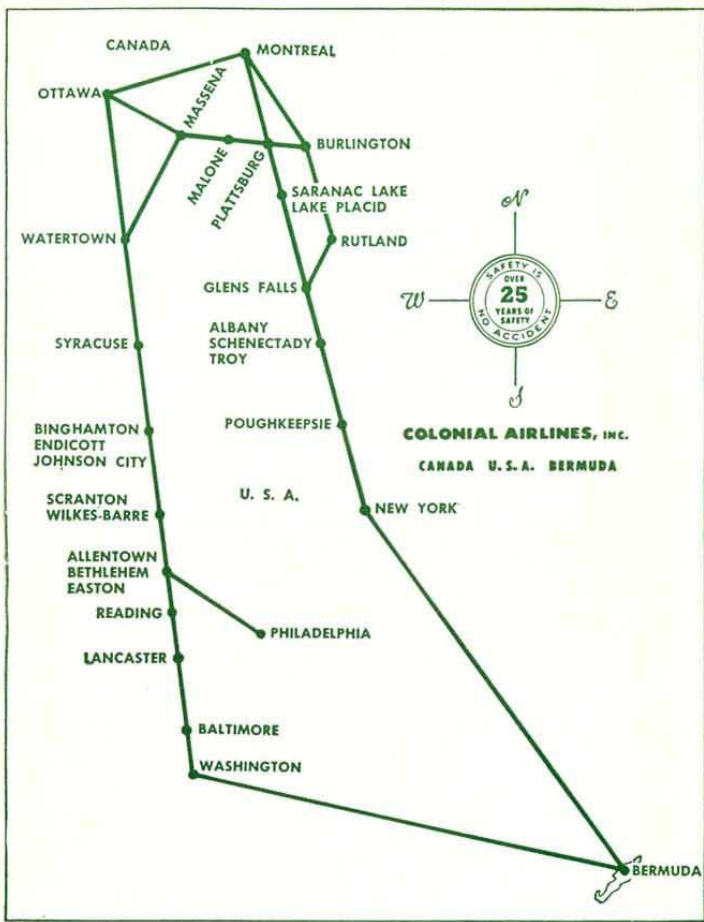 CANADA
MONTREAL
OTTAWA
MASSENA
MALONE
PLATTSBURG
BURLINGTON
SARANAC LAKE
LAKE PLACID
WATERTOWN
RUTLAND
GLENS FALLS
N
W
E
S
SAFETY IS
OVER
25
YEARS OF
SAFETY
NO ACCIDENT
SYRACUSE
ALBANY
SCHENECTADY
TROY
BINGHAMTON
ENDICOTT
JOHNSON CITY
POUGHKEEPSIE
COLONIAL AIRLINES, INC.
CANADA U.S.A. BERMUDA
SCRANTON
WILKES-BARRE
U. S. A.
NEW YORK
ALLENTOWN
BETHLEHEM
EASTON
READING
PHILADELPHIA
LANCASTER
BALTIMORE
WASHINGTON
BERMUDA